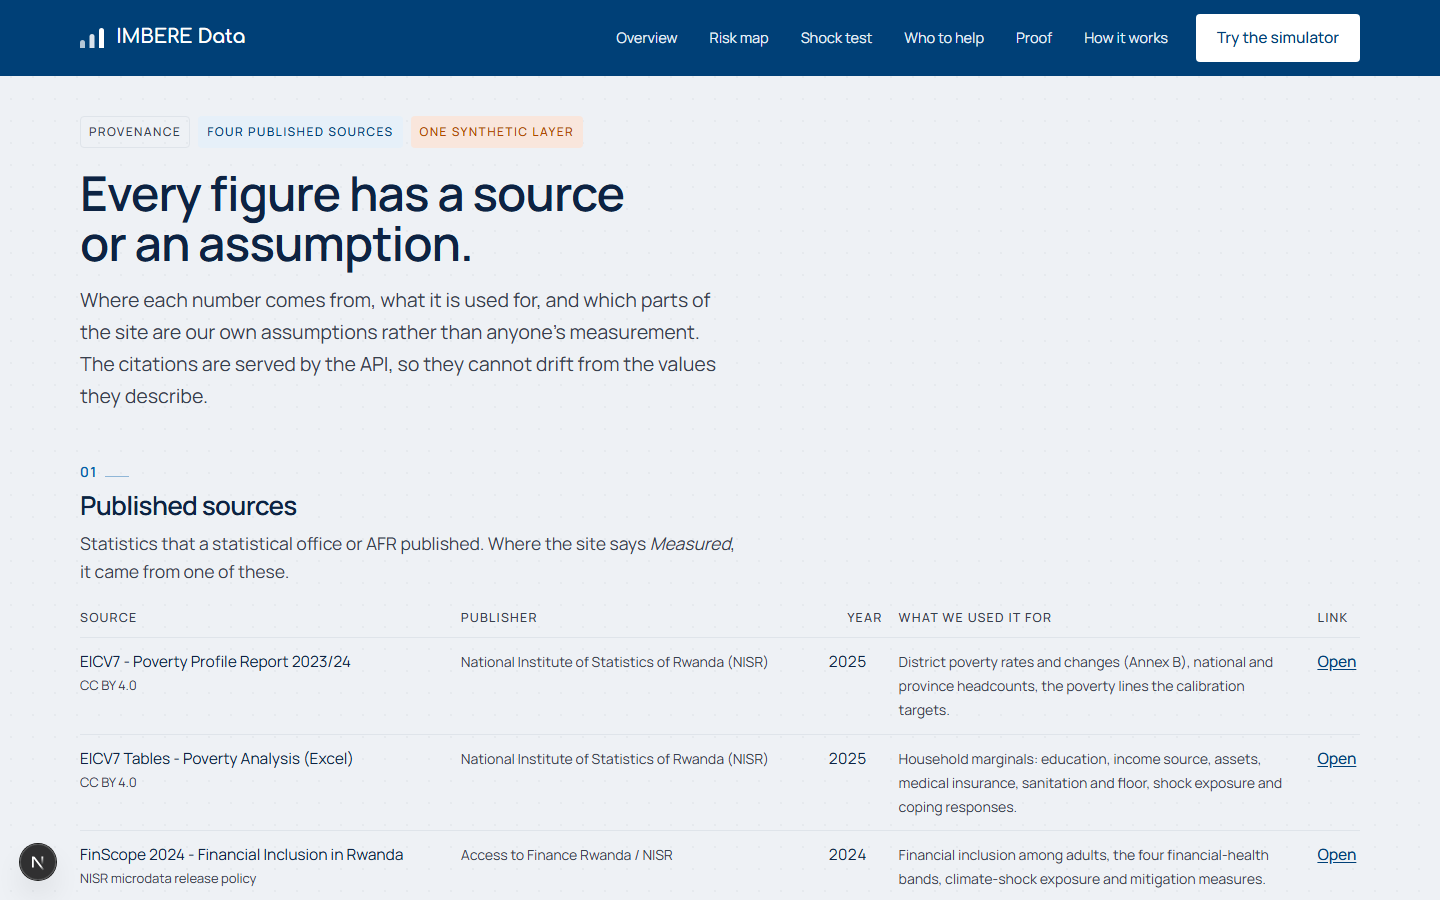 IMBERE Data
Overview
Risk map
Shock test
Who to help
Proof
How it works
Try the simulator
PROVENANCE
FOUR PUBLISHED SOURCES
ONE SYNTHETIC LAYER
Every figure has a source
or an assumption.
Where each number comes from, what it is used for, and which parts of
the site are our own assumptions rather than anyone’s measurement.
The citations are served by the API, so they cannot drift from the values
they describe.
01
Published sources
Statistics that a statistical office or AFR published. Where the site says Measured,
it came from one of these.
SOURCE PUBLISHER YEAR WHAT WE USED IT FOR LINK
EICV7 - Poverty Profile Report 2023/24
CC BY 4.0
National Institute of Statistics of Rwanda (NISR)
2025
District poverty rates and changes (Annex B), national and
province headcounts, the poverty lines the calibration
targets.
Open
EICV7 Tables - Poverty Analysis (Excel)
CC BY 4.0
National Institute of Statistics of Rwanda (NISR)
2025
Household marginals: education, income source, assets,
medical insurance, sanitation and floor, shock exposure and
coping responses.
Open
FinScope 2024 - Financial Inclusion in Rwanda
NISR microdata release policy
Access to Finance Rwanda / NISR
2024
Financial inclusion among adults, the four financial-health
bands, climate-shock exposure and mitigation measures.
Open
N